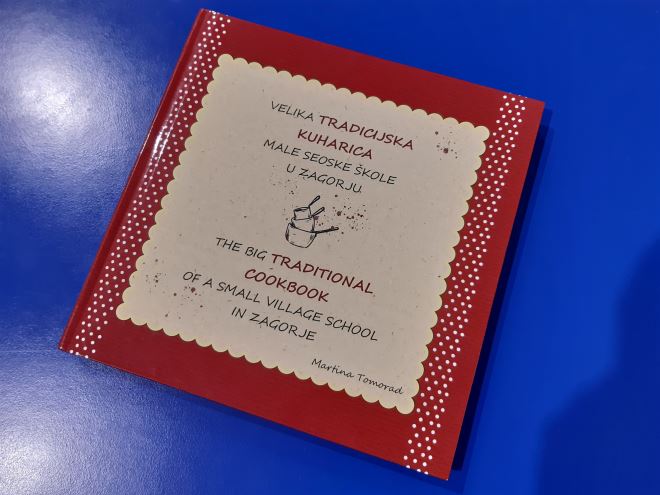 VELIKA TRADICIJSKA
KUHARICA
MALE SEOSKE ŠKOLE
U ZAGORJU
THE BIG TRADITIONAL
COOKBOOK
OF A SMALL VILLAGE SCHOOL
IN ZAGORJE
Martina Tomorad